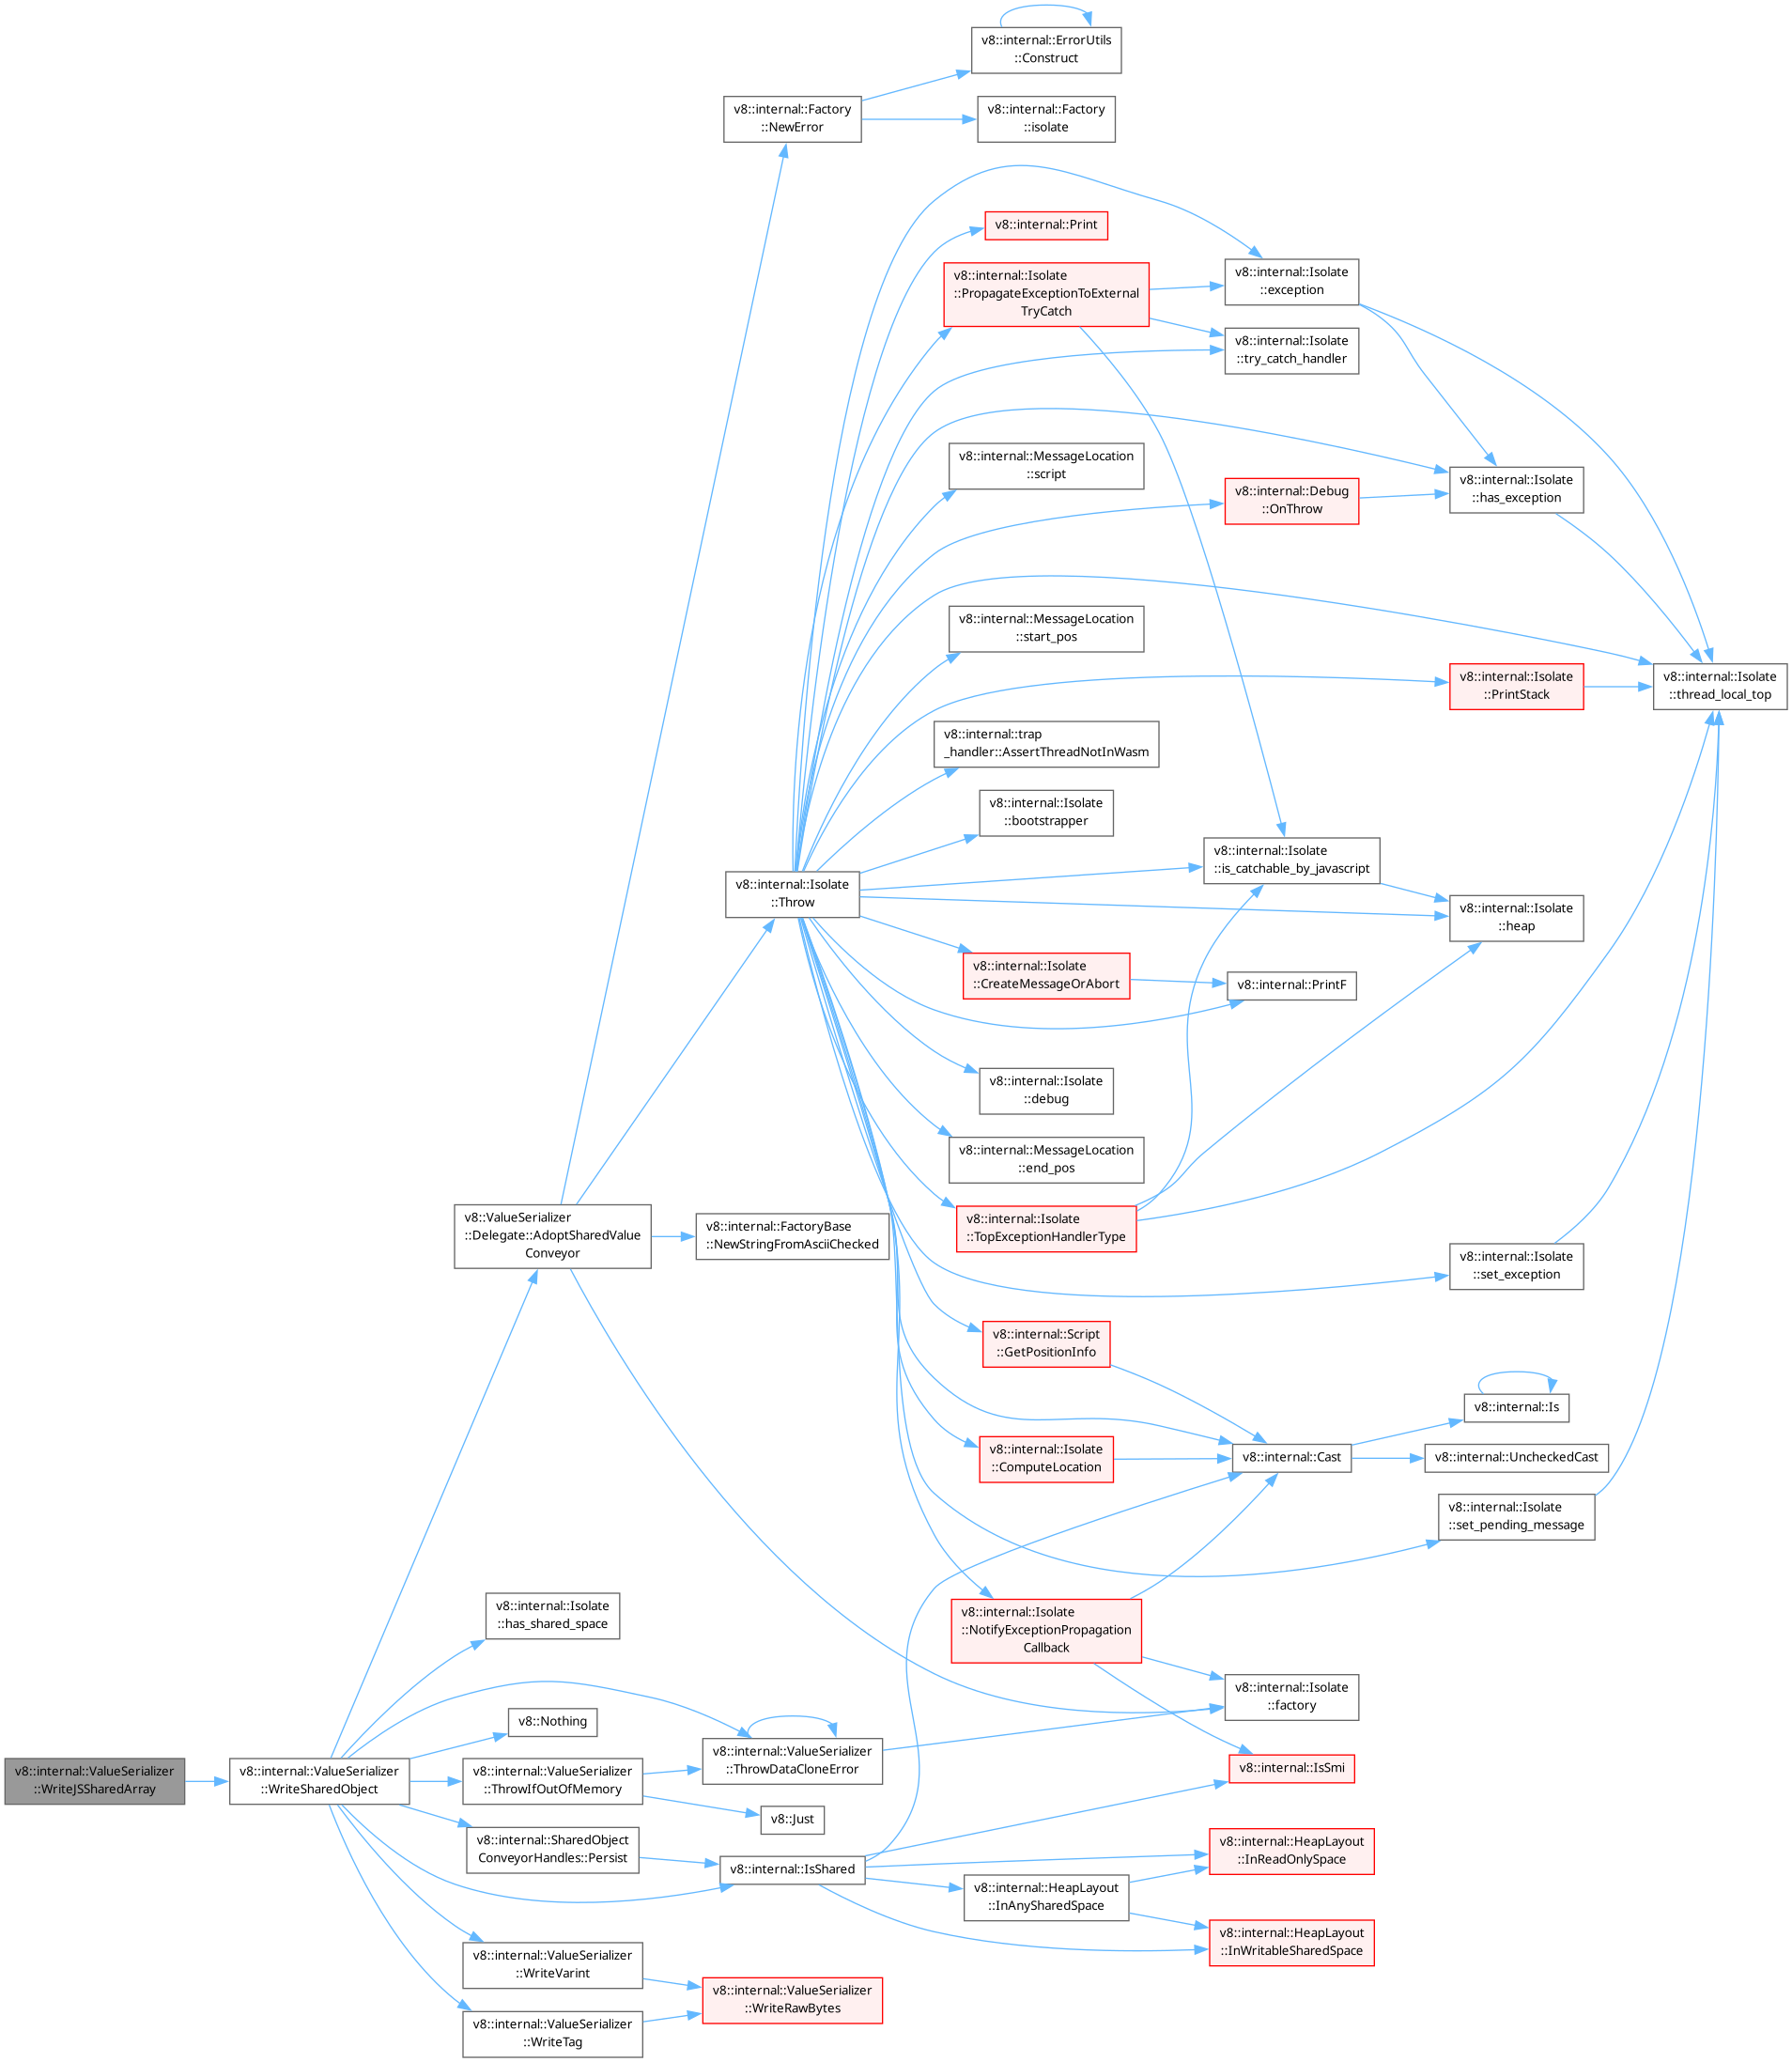 v8::internal::ErrorUtils
::Construct
v8::internal::Factory
::NewError
v8::internal::Factory
::isolate
v8::internal::Print
v8::internal::Isolate
::PropagateExceptionToExternal
TryCatch
v8::internal::Isolate
::exception
v8::internal::Isolate
::try_catch_handler
v8::internal::MessageLocation
::script
v8::internal::Debug
::OnThrow
v8::internal::Isolate
::has_exception
v8::internal::MessageLocation
::start_pos
v8::internal::Isolate
::PrintStack
v8::internal::Isolate
::thread_local_top
v8::internal::trap
_handler::AssertThreadNotInWasm
v8::internal::Isolate
::bootstrapper
v8::internal::Isolate
::is_catchable_by_javascript
v8::internal::Isolate
::Throw
v8::internal::Isolate
::heap
v8::internal::Isolate
::CreateMessageOrAbort
v8::internal::PrintF
v8::internal::Isolate
::debug
v8::internal::MessageLocation
::end_pos
v8::ValueSerializer
::Delegate::AdoptSharedValue
Conveyor
v8::internal::FactoryBase
::NewStringFromAsciiChecked
v8::internal::Isolate
::TopExceptionHandlerType
v8::internal::Isolate
::set_exception
v8::internal::Script
::GetPositionInfo
v8::internal::Is
v8::internal::Isolate
::ComputeLocation
v8::internal::Cast
v8::internal::UncheckedCast
v8::internal::Isolate
::set_pending_message
v8::internal::Isolate
::has_shared_space
v8::internal::Isolate
::NotifyExceptionPropagation
Callback
v8::internal::Isolate
::factory
v8::Nothing
v8::internal::ValueSerializer
::WriteJSSharedArray
v8::internal::ValueSerializer
::WriteSharedObject
v8::internal::ValueSerializer
::ThrowIfOutOfMemory
v8::internal::ValueSerializer
::ThrowDataCloneError
v8::internal::IsSmi
v8::Just
v8::internal::SharedObject
ConveyorHandles::Persist
v8::internal::IsShared
v8::internal::HeapLayout
::InReadOnlySpace
v8::internal::HeapLayout
::InAnySharedSpace
v8::internal::HeapLayout
::InWritableSharedSpace
v8::internal::ValueSerializer
::WriteVarint
v8::internal::ValueSerializer
::WriteRawBytes
v8::internal::ValueSerializer
::WriteTag